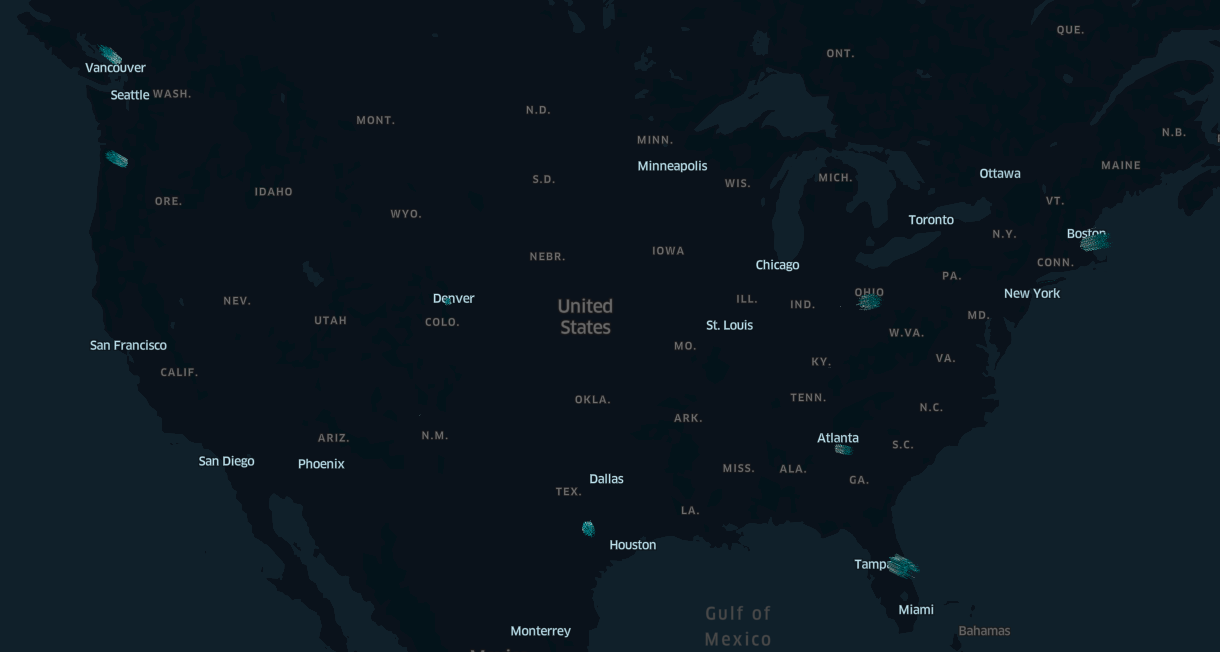 QUE.
ONT.
Vancouver
Seattle WASH.
N.D.
MONT.
MINN.
N.B.
Minneapolis
MAINE
Ottawa
WIS.
MICH.
S.D.
IDAHO
ORE.
VT.
WYO.
Toronto
N.Y.
Boston
IOWA
NEBR.
Chicago
CONN.
PA.
OHIO
New York
Denver
NEV.
ILL.
IND.
United
States
UTAH
COLO.
St. Louis
MD.
W.VA.
San Francisco
MO.
KY.
VA.
CALIF.
OKLA.
TENN.
N.C.
ARK.
ARIZ.
N.M.
Atlanta
S.C.
San Diego
Phoenix
MISS.
ALA.
GA.
Dallas
TEX.
LA.
Houston
Tampa
Gulf of
Mexico
Miami
Monterrey
Bahamas